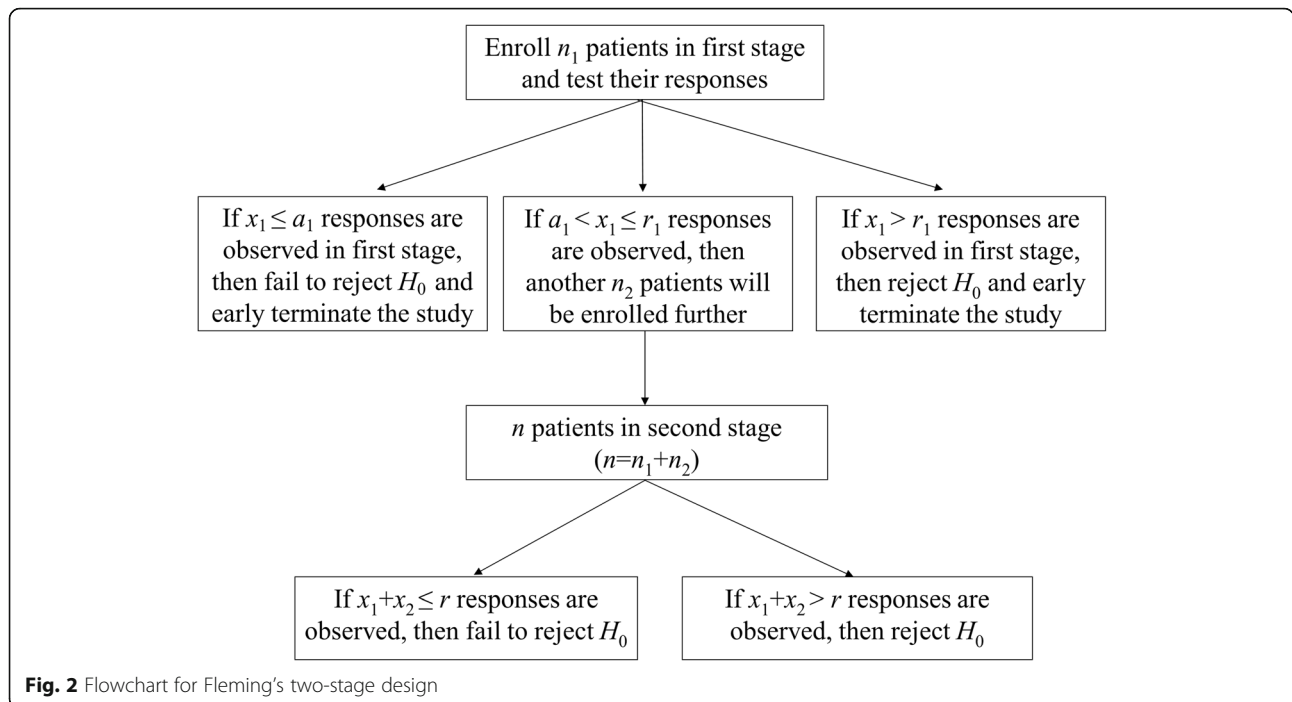 Enroll n₁ patients in first stage
and test their responses
If x₁ ≤ a₁ responses are
observed in first stage,
then fail to reject H₀ and
early terminate the study
If a₁ < x₁ ≤ r₁ responses
are observed, then
another n₂ patients will
be enrolled further
If x₁ > r₁ responses are
observed in first stage,
then reject H₀ and early
terminate the study
n patients in second stage
(n=n₁+n₂)
If x₁+x₂ ≤ r responses are
observed, then fail to reject H₀
If x₁+x₂ > r responses are
observed, then reject H₀
Fig. 2 Flowchart for Fleming's two-stage design